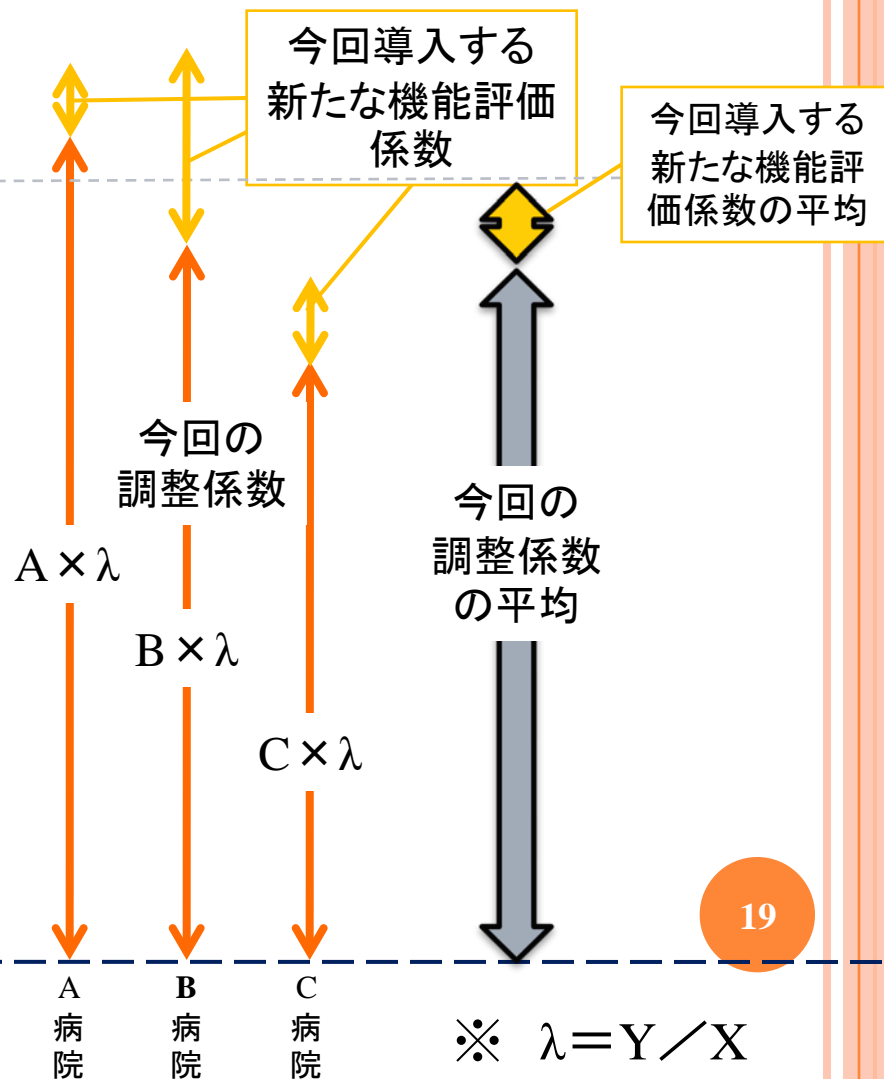 今回導入する
新たな機能評価
係数
今回導入する
新たな機能評
価係数の平均
今回の
調整係数
A×λ
B×λ
C×λ
今回の
調整係数
の平均
19
A
病
院
B
病
院
C
病
院
※ λ＝Y／X